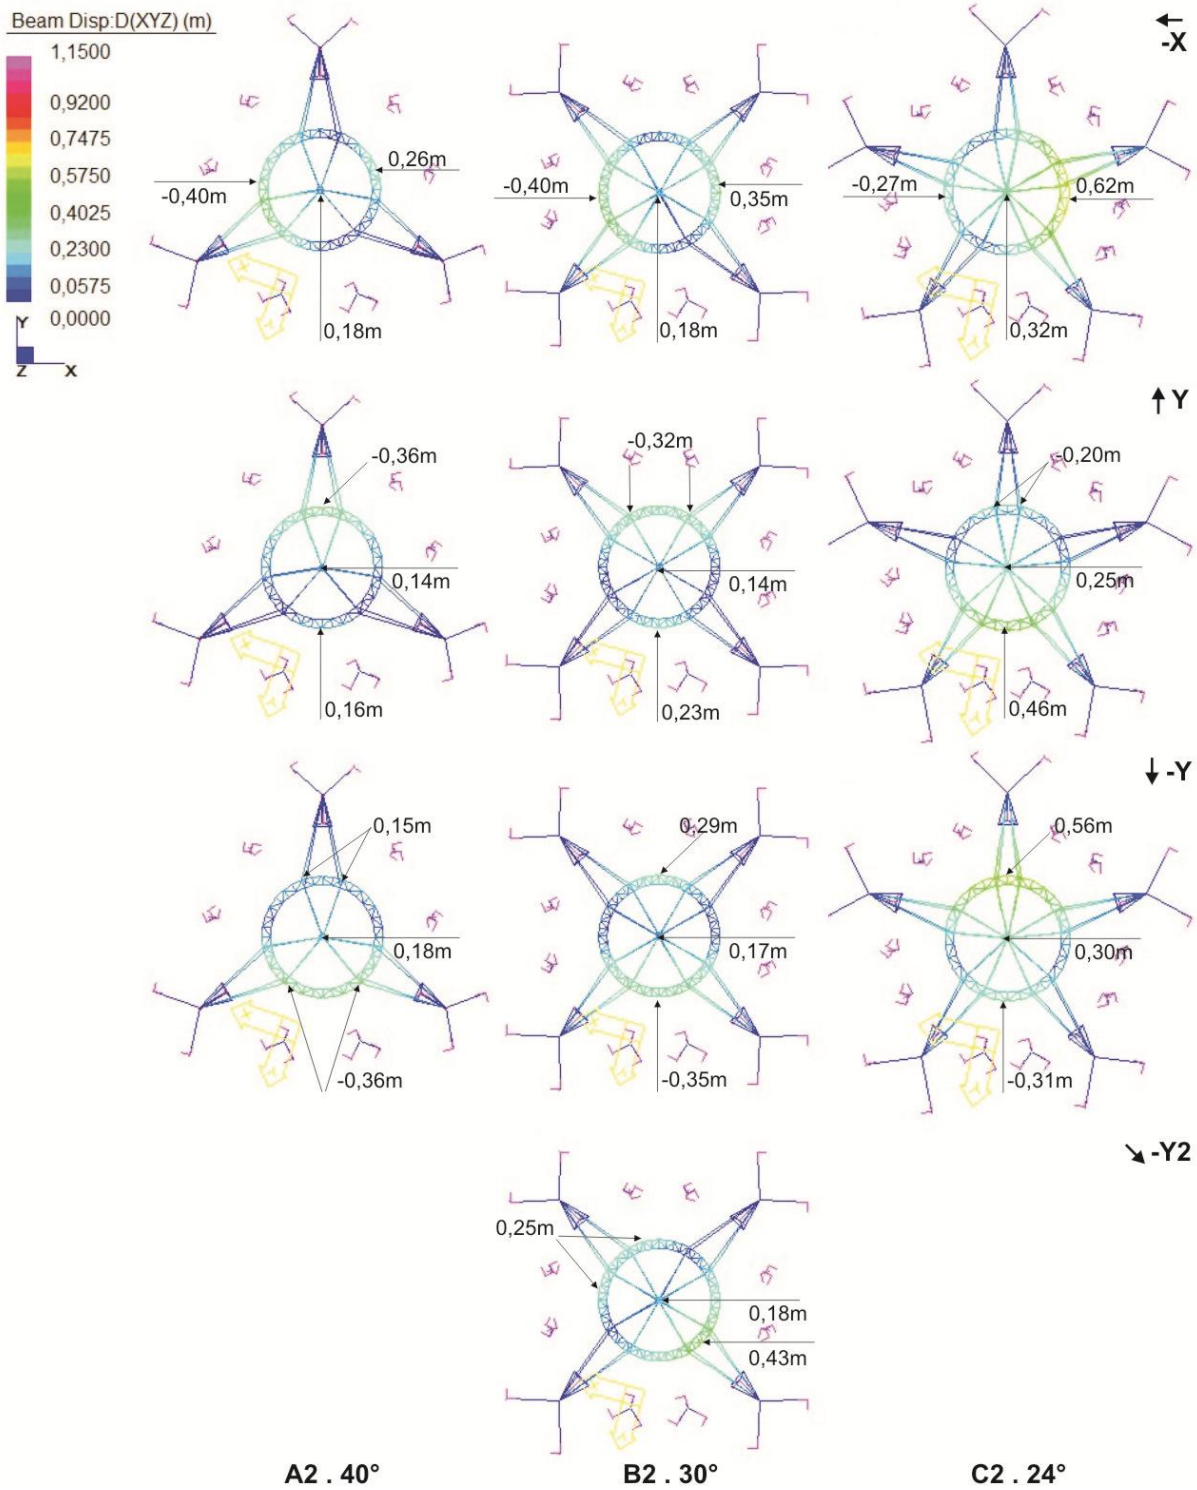 Beam Disp:D(XYZ) (m)
1,1500
0,9200
0,7475
0,5750
0,4025
0,2300
0,0575
0,0000
Y
Z X
-X
-0,40m
0,26m
0,18m
-0,40m
0,35m
0,18m
-0,27m
0,62m
0,32m
Y
-0,36m
0,14m
0,16m
-0,32m
0,14m
0,23m
-0,20m
0,25m
0,46m
-Y
0,15m
0,18m
-0,36m
0,29m
0,17m
-0,35m
0,56m
0,30m
-0,31m
-Y2
0,25m
0,18m
0,43m
A2 . 40° B2 . 30° C2 . 24°